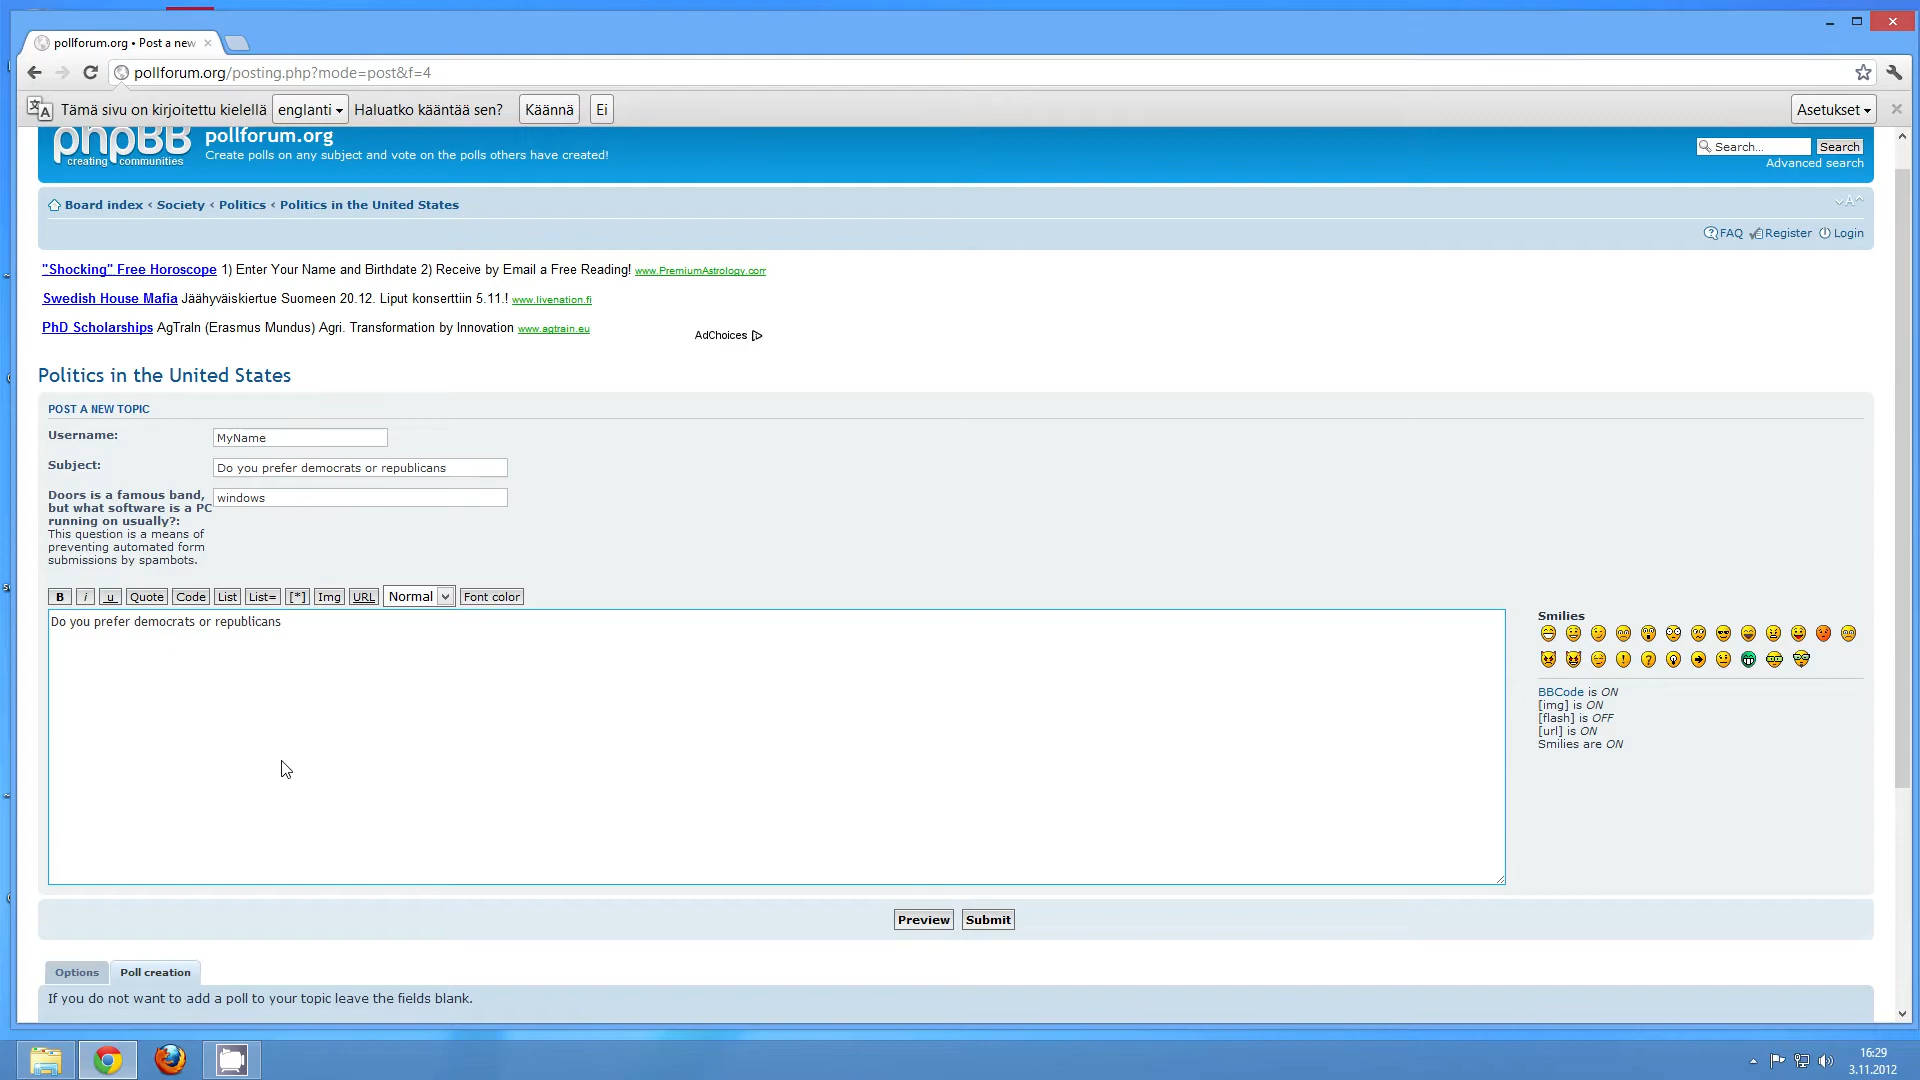 pollforum.org • Post a new
pollforum.org/posting.php?mode=post&f=4
Tämä sivu on kirjoitettu kielellä englanti Haluatko kääntää sen? Käännä Ei Asetukset
phpBB
creating communities
pollforum.org
Create polls on any subject and vote on the polls others have created!
Search... Search
Advanced search
Board index ‹ Society ‹ Politics ‹ Politics in the United States
FAQ Register Login
"Shocking" Free Horoscope 1) Enter Your Name and Birthdate 2) Receive by Email a Free Reading! www.PremiumAstrology.com
Swedish House Mafia Jäähyväiskiertue Suomeen 20.12. Liput konserttiin 5.11.! www.livenation.fi
PhD Scholarships AgTraIn (Erasmus Mundus) Agri. Transformation by Innovation www.agtrain.eu
AdChoices
Politics in the United States
POST A NEW TOPIC
Username: MyName
Subject: Do you prefer democrats or republicans
Doors is a famous band, windows
but what software is a PC
running on usually?:
This question is a means of
preventing automated form
submissions by spambots.
B i u Quote Code List List= [*] Img URL Normal Font color
Do you prefer democrats or republicans
Smilies
BBCode is ON
[img] is ON
[flash] is OFF
[url] is ON
Smilies are ON
Preview Submit
Options Poll creation
If you do not want to add a poll to your topic leave the fields blank.
16:29
3.11.2012